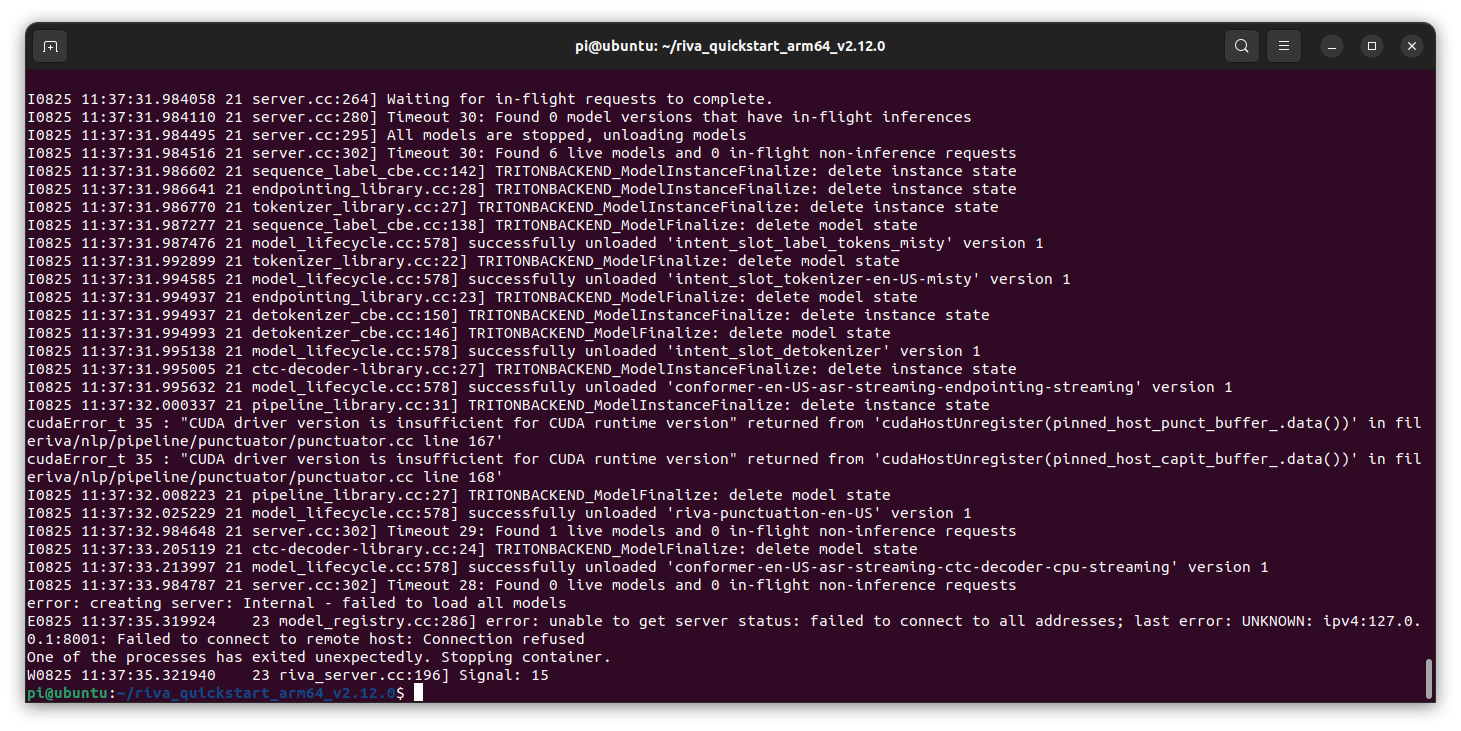 pi@ubuntu: ~/riva_quickstart_arm64_v2.12.0
I0825 11:37:31.984058 21 server.cc:264] Waiting for in-flight requests to complete.
I0825 11:37:31.984110 21 server.cc:280] Timeout 30: Found 0 model versions that have in-flight inferences
I0825 11:37:31.984495 21 server.cc:295] All models are stopped, unloading models
I0825 11:37:31.984516 21 server.cc:302] Timeout 30: Found 6 live models and 0 in-flight non-inference requests
I0825 11:37:31.986602 21 sequence_label_cbe.cc:142] TRITONBACKEND_ModelInstanceFinalize: delete instance state
I0825 11:37:31.986641 21 endpointing_library.cc:28] TRITONBACKEND_ModelInstanceFinalize: delete instance state
I0825 11:37:31.986770 21 tokenizer_library.cc:27] TRITONBACKEND_ModelInstanceFinalize: delete instance state
I0825 11:37:31.987277 21 sequence_label_cbe.cc:138] TRITONBACKEND_ModelFinalize: delete model state
I0825 11:37:31.987476 21 model_lifecycle.cc:578] successfully unloaded 'intent_slot_label_tokens_misty' version 1
I0825 11:37:31.992899 21 tokenizer_library.cc:22] TRITONBACKEND_ModelFinalize: delete model state
I0825 11:37:31.994585 21 model_lifecycle.cc:578] successfully unloaded 'intent_slot_tokenizer-en-US-misty' version 1
I0825 11:37:31.994937 21 endpointing_library.cc:23] TRITONBACKEND_ModelFinalize: delete model state
I0825 11:37:31.994937 21 detokenizer_cbe.cc:150] TRITONBACKEND_ModelInstanceFinalize: delete instance state
I0825 11:37:31.994993 21 detokenizer_cbe.cc:146] TRITONBACKEND_ModelFinalize: delete model state
I0825 11:37:31.995138 21 model_lifecycle.cc:578] successfully unloaded 'intent_slot_detokenizer' version 1
I0825 11:37:31.995005 21 ctc-decoder-library.cc:27] TRITONBACKEND_ModelInstanceFinalize: delete instance state
I0825 11:37:31.995632 21 model_lifecycle.cc:578] successfully unloaded 'conformer-en-US-asr-streaming-endpointing-streaming' version 1
I0825 11:37:32.000337 21 pipeline_library.cc:31] TRITONBACKEND_ModelInstanceFinalize: delete instance state
cudaError_t 35 : "CUDA driver version is insufficient for CUDA runtime version" returned from 'cudaHostUnregister(pinned_host_punct_buffer_.data())' in fil
eriva/nlp/pipeline/punctuator/punctuator.cc line 167'
cudaError_t 35 : "CUDA driver version is insufficient for CUDA runtime version" returned from 'cudaHostUnregister(pinned_host_capit_buffer_.data())' in fil
eriva/nlp/pipeline/punctuator/punctuator.cc line 168'
I0825 11:37:32.008223 21 pipeline_library.cc:27] TRITONBACKEND_ModelFinalize: delete model state
I0825 11:37:32.025229 21 model_lifecycle.cc:578] successfully unloaded 'riva-punctuation-en-US' version 1
I0825 11:37:32.984648 21 server.cc:302] Timeout 29: Found 1 live models and 0 in-flight non-inference requests
I0825 11:37:33.205119 21 ctc-decoder-library.cc:24] TRITONBACKEND_ModelFinalize: delete model state
I0825 11:37:33.213997 21 model_lifecycle.cc:578] successfully unloaded 'conformer-en-US-asr-streaming-ctc-decoder-cpu-streaming' version 1
I0825 11:37:33.984787 21 server.cc:302] Timeout 28: Found 0 live models and 0 in-flight non-inference requests
error: creating server: Internal - failed to load all models
E0825 11:37:35.319924    23 model_registry.cc:286] error: unable to get server status: failed to connect to all addresses; last error: UNKNOWN: ipv4:127.0.
0.1:8001: Failed to connect to remote host: Connection refused
One of the processes has exited unexpectedly. Stopping container.
W0825 11:37:35.321940    23 riva_server.cc:196] Signal: 15
pi@ubuntu:~/riva_quickstart_arm64_v2.12.0$